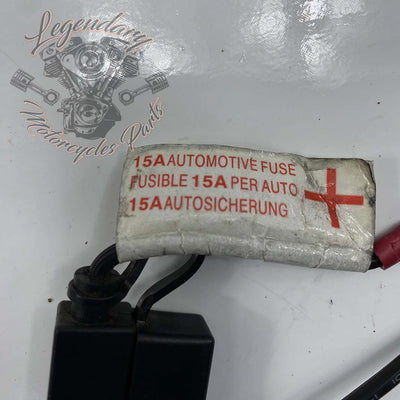 Legendary
Motorcycles Parts
15A AUTOMOTIVE FUSE
FUSIBLE 15A PER AUTO
15A AUTOSICHERUNG